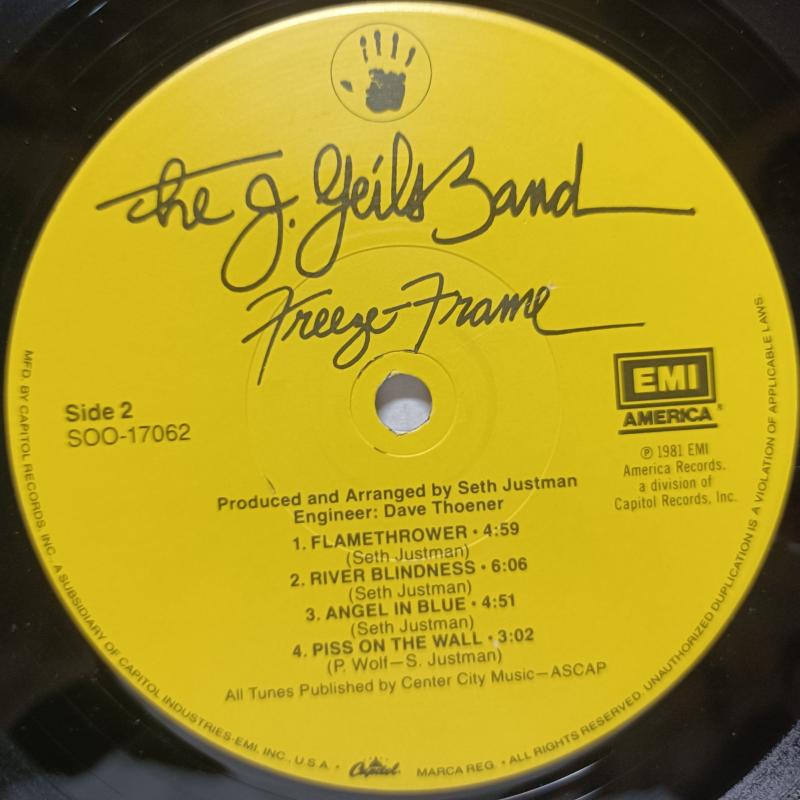 The J. Geils Band
Freeze-Frame
Side 2
SOO-17062
EMI
AMERICA
℗ 1981 EMI
America Records,
a division of
Capitol Records, Inc.
Produced and Arranged by Seth Justman
Engineer: Dave Thoener
1. FLAMETHROWER • 4:59
(Seth Justman)
2. RIVER BLINDNESS • 6:06
(Seth Justman)
3. ANGEL IN BLUE • 4:51
(Seth Justman)
4. PISS ON THE WALL • 3:02
(P. Wolf—S. Justman)
All Tunes Published by Center City Music—ASCAP
MFD. BY CAPITOL RECORDS, INC., A SUBSIDIARY OF CAPITOL INDUSTRIES-EMI, INC., U.S.A. • Capitol MARCA REG. • ALL RIGHTS RESERVED. UNAUTHORIZED DUPLICATION IS A VIOLATION OF APPLICABLE LAWS.